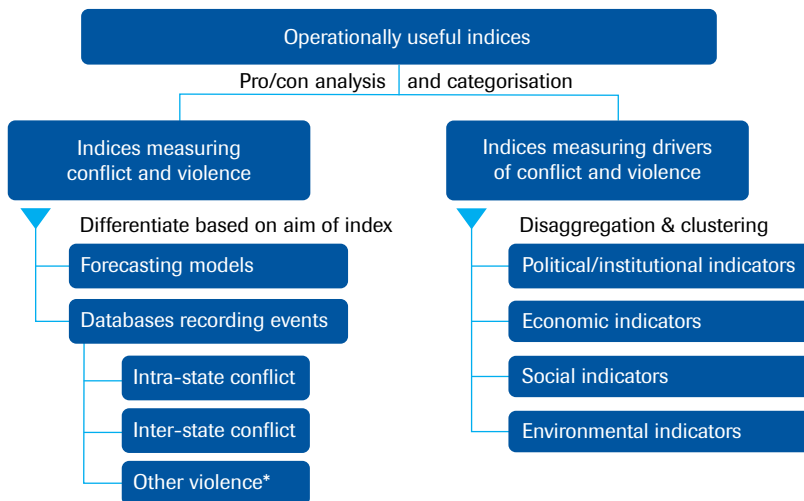 Operationally useful indices
Pro/con analysis and categorisation
Indices measuring
conflict and violence
Differentiate based on aim of index
Forecasting models
Databases recording events
Intra-state conflict
Inter-state conflict
Other violence*
Indices measuring drivers
of conflict and violence
Disaggregation & clustering
Political/institutional indicators
Economic indicators
Social indicators
Environmental indicators